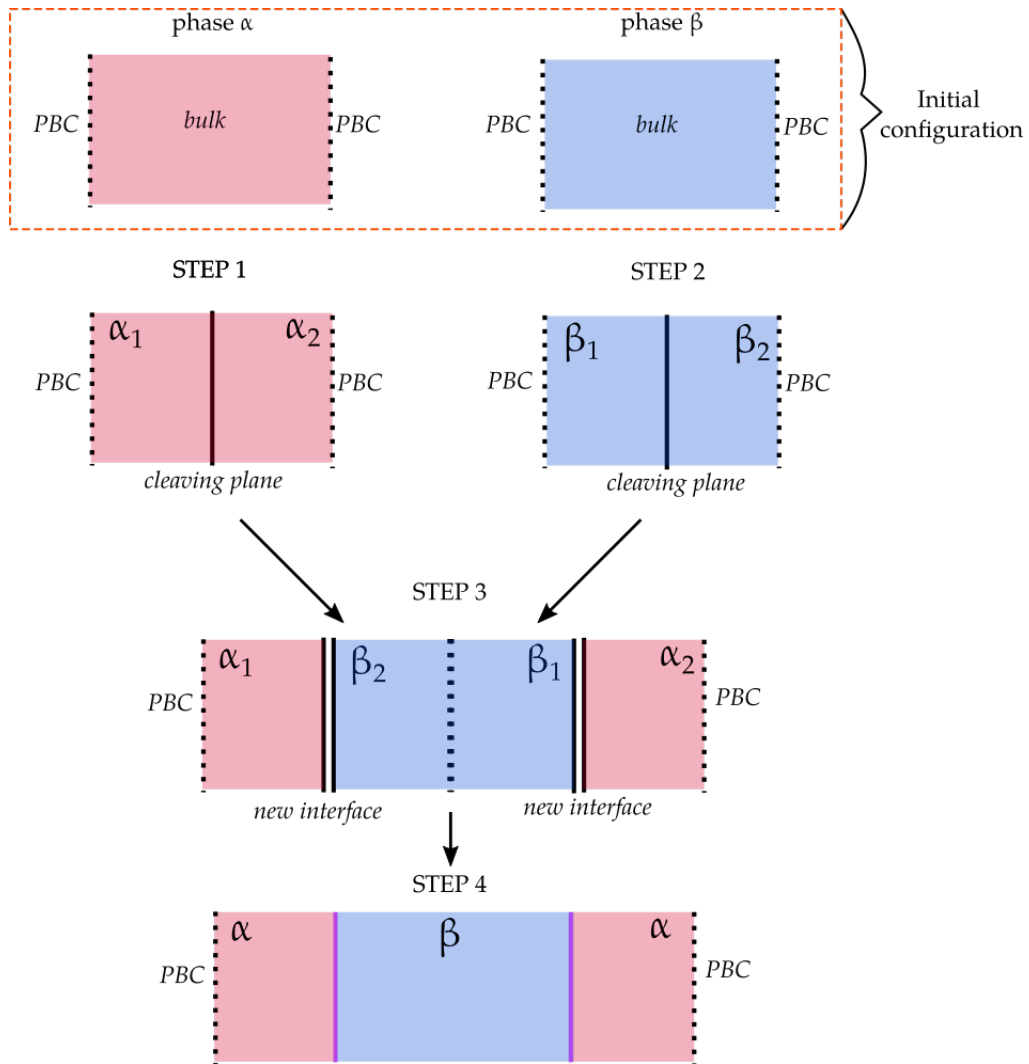 phase α
phase β
PBC
bulk
PBC
PBC
bulk
PBC
Initial
configuration
STEP 1
STEP 2
α1
α2
β1
β2
PBC
PBC
PBC
PBC
cleaving plane
cleaving plane
STEP 3
α1
β2
β1
α2
PBC
PBC
new interface
new interface
STEP 4
α
β
α
PBC
PBC